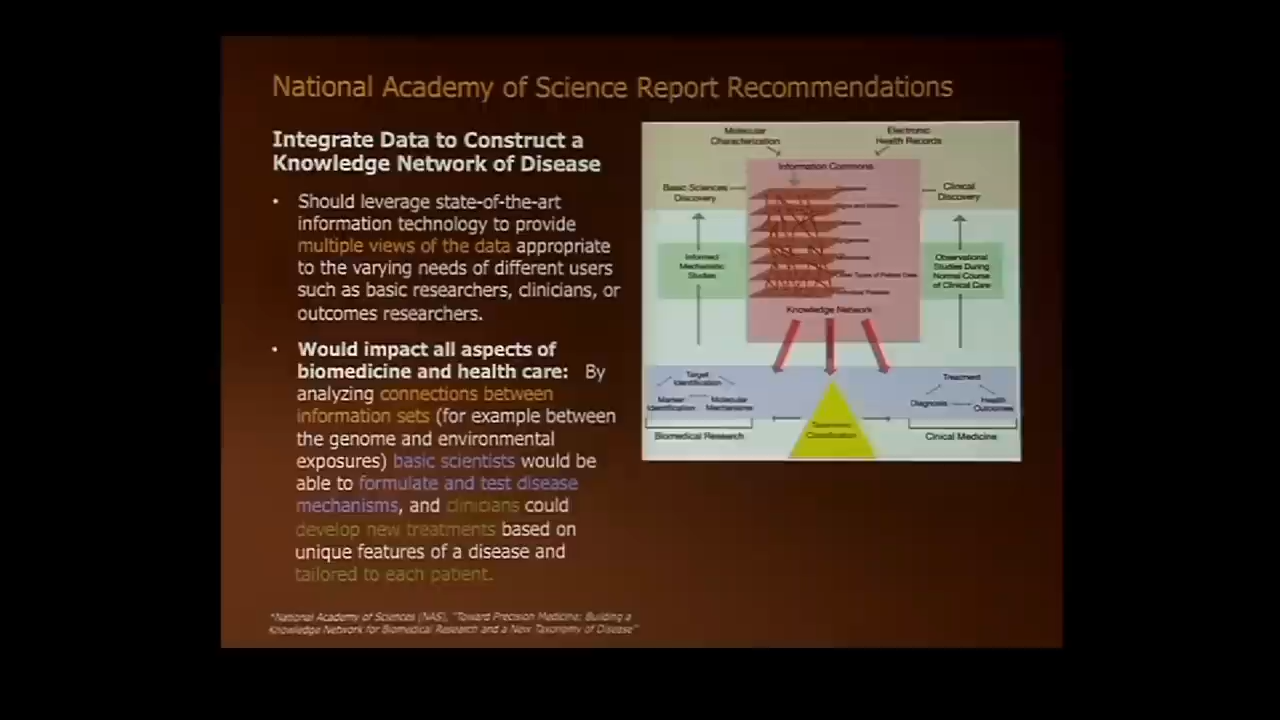 National Academy of Science Report Recommendations
Integrate Data to Construct a
Knowledge Network of Disease
• Should leverage state-of-the-art
information technology to provide
multiple views of the data appropriate
to the varying needs of different users
such as basic researchers, clinicians, or
outcomes researchers.
• Would impact all aspects of
biomedicine and health care: By
analyzing connections between
information sets (for example between
the genome and environmental
exposures) basic scientists would be
able to formulate and test disease
mechanisms, and clinicians could
develop new treatments based on
unique features of a disease and
tailored to each patient.
*National Academy of Sciences (NAS), "Toward Precision Medicine: Building a
Knowledge Network for Biomedical Research and a New Taxonomy of Disease"
Molecular
Characterization
Electronic
Health Records
Information Commons
Basic Sciences
Discovery
Clinical
Discovery
Informed
Mechanistic
Studies
Observational
Studies During
Normal Course
of Clinical Care
Knowledge Network
Target
Identification
Marker
Identification
Molecular
Mechanisms
Biomedical Research
Treatment
Diagnosis
Health
Outcomes
Clinical Medicine